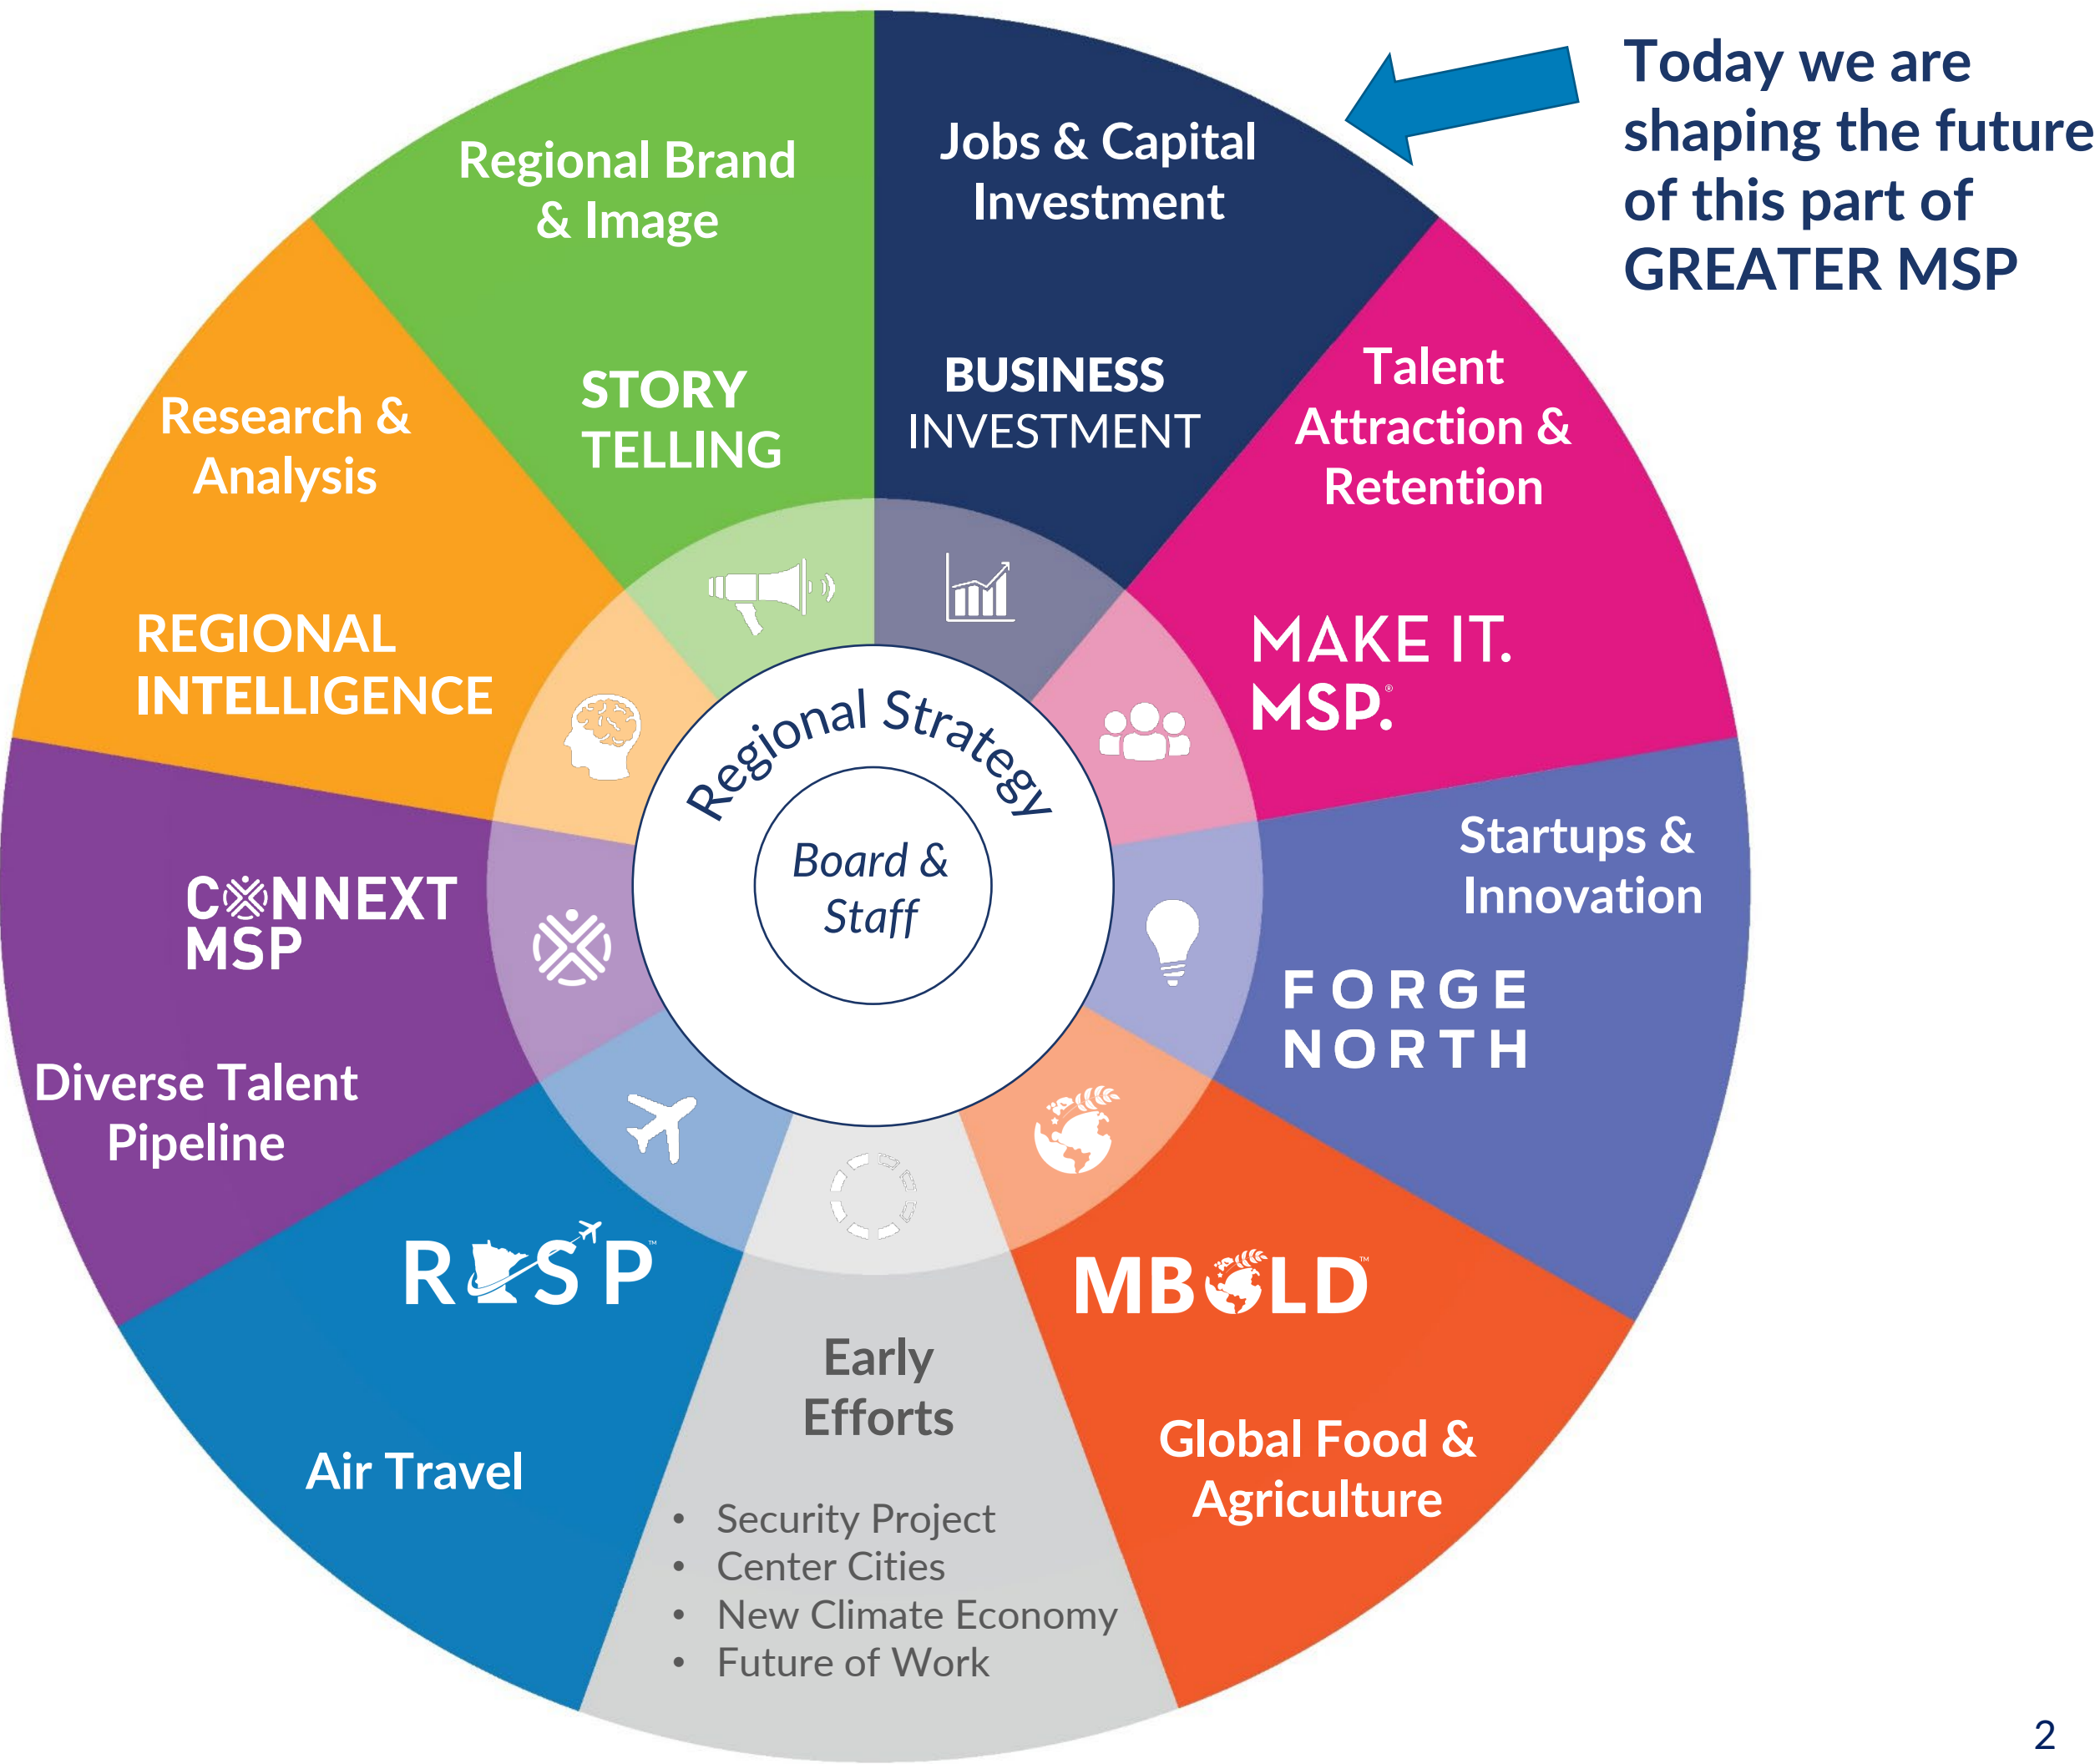 Today we are
shaping the future
of this part of
GREATER MSP
Jobs & Capital
Investment
BUSINESS
INVESTMENT
Talent
Attraction &
Retention
MAKE IT.
MSP.®
Startups &
Innovation
FORGE
NORTH
MBOLD™
Global Food &
Agriculture
Early
Efforts
• Security Project
• Center Cities
• New Climate Economy
• Future of Work
RASP™
Air Travel
CONNEXT
MSP
Diverse Talent
Pipeline
Research &
Analysis
REGIONAL
INTELLIGENCE
Regional Brand
& Image
STORY
TELLING
Regional Strategy
Board &
Staff
2